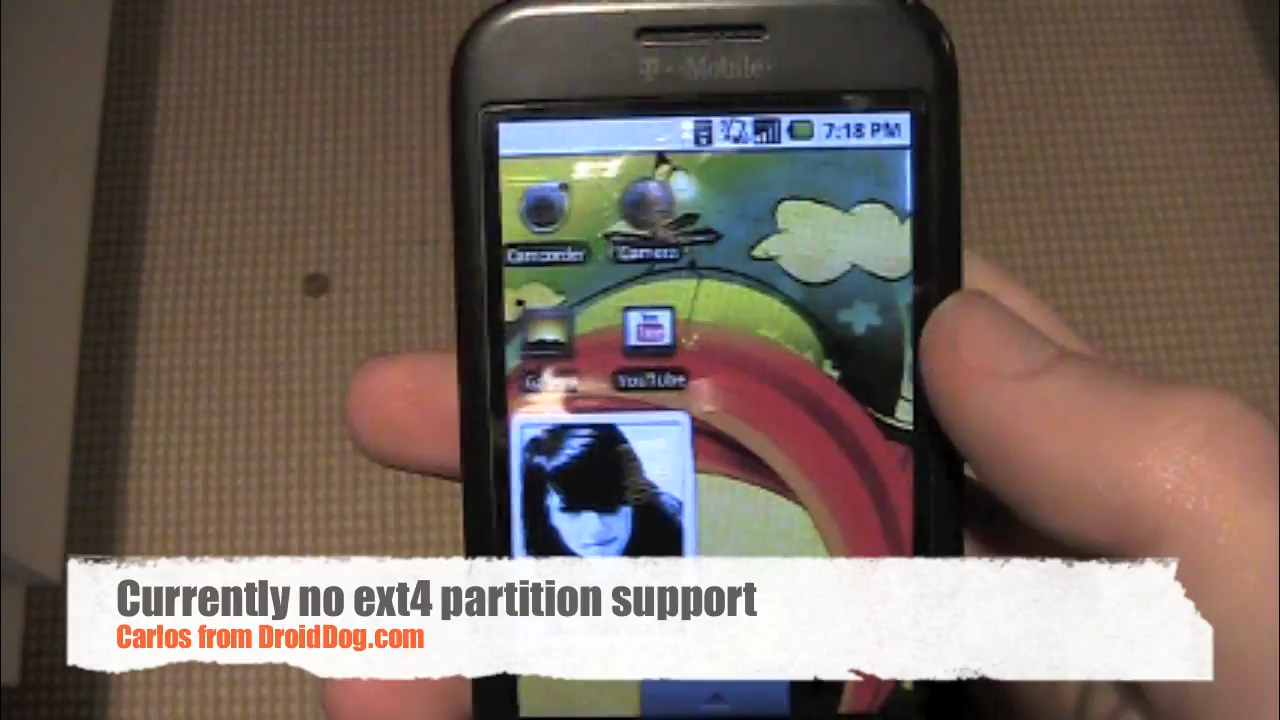 T-Mobile
7:18 PM
Camcorder Camera
YouTube
Currently no ext4 partition support
Carlos from DroidDog.com